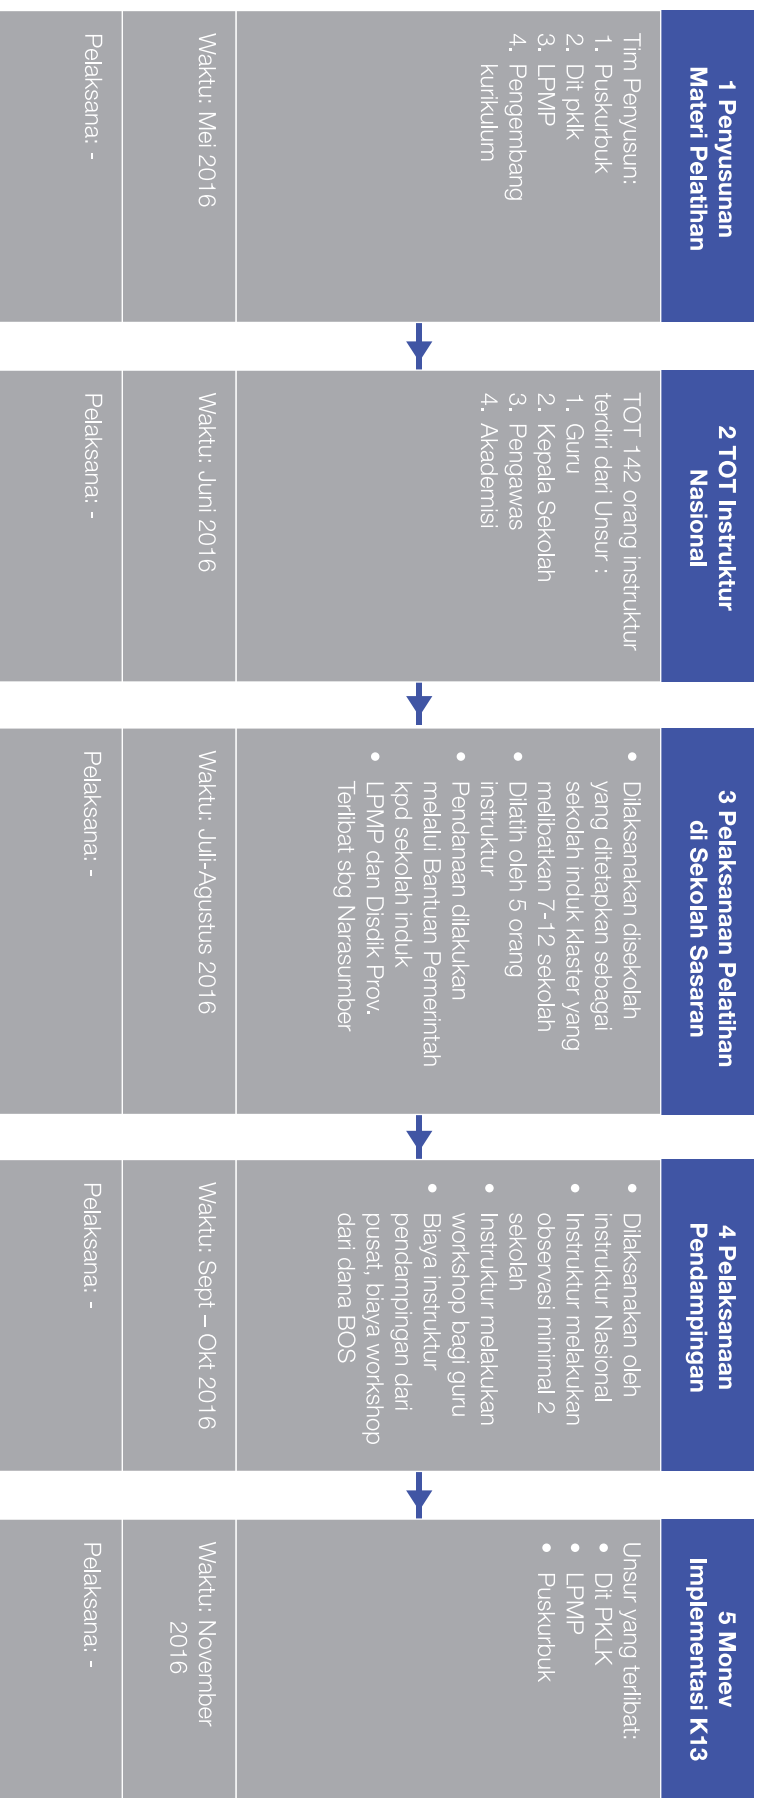 1 Penyusunan
Materi Pelatihan
Tim Penyusun:
1. Puskurbuk
2. Dit pklk
3. LPMP
4. Pengembang
kurikulum
Waktu: Mei 2016
Pelaksana: -
2 TOT Instruktur
Nasional
TOT 142 orang instruktur
terdiri dari Unsur :
1. Guru
2. Kepala Sekolah
3. Pengawas
4. Akademisi
Waktu: Juni 2016
Pelaksana: -
3 Pelaksanaan Pelatihan
di Sekolah Sasaran
• Dilaksanakan disekolah
yang ditetapkan sebagai
sekolah induk klaster yang
melibatkan 7-12 sekolah
• Dilatih oleh 5 orang
instruktur
• Pendanaan dilakukan
melalui Bantuan Pemerintah
kpd sekolah induk
• LPMP dan Disdik Prov.
Terlibat sbg Narasumber
Waktu: Juli-Agustus 2016
Pelaksana: -
4 Pelaksanaan
Pendampingan
• Dilaksanakan oleh
instruktur Nasional
• Instruktur melakukan
observasi minimal 2
sekolah
• Instruktur melakukan
workshop bagi guru
• Biaya instruktur
pendampingan dari
pusat, biaya workshop
dari dana BOS
Waktu: Sept – Okt 2016
Pelaksana: -
5 Monev
Implementasi K13
Unsur yang terlibat:
• Dit PKLK
• LPMP
• Puskurbuk
Waktu: November
2016
Pelaksana: -